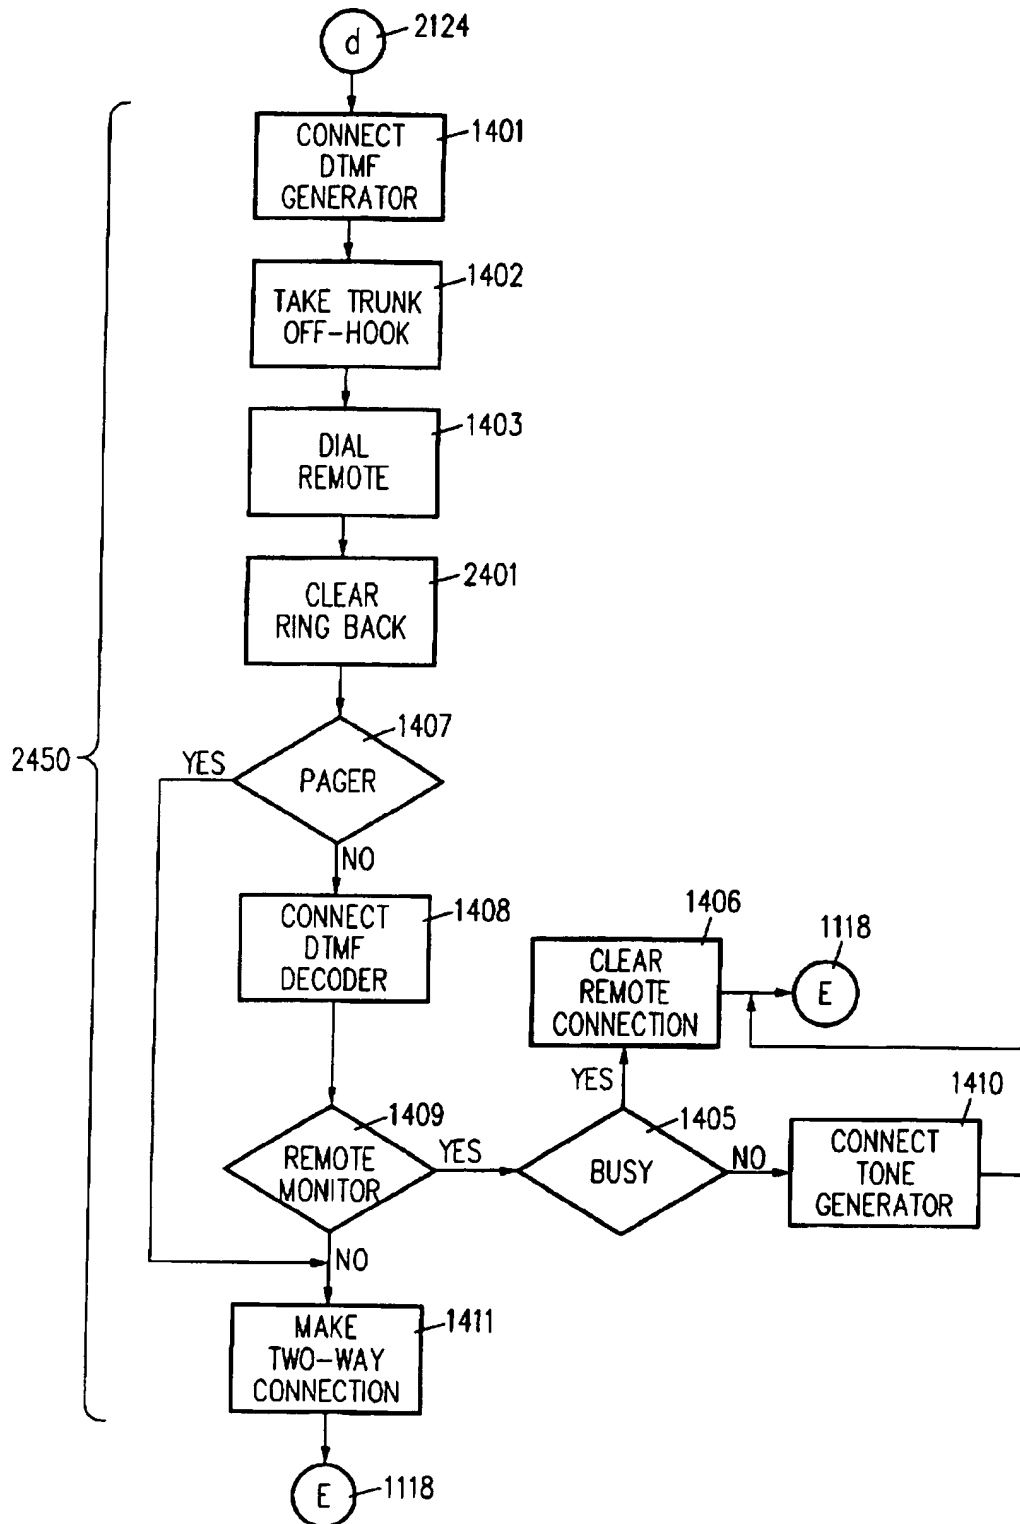 d
2124
CONNECT
DTMF
GENERATOR
1401
TAKE TRUNK
OFF-HOOK
1402
DIAL
REMOTE
1403
CLEAR
RING BACK
2401
2450
YES
PAGER
1407
NO
CONNECT
DTMF
DECODER
1408
CLEAR
REMOTE
CONNECTION
1406
E
1118
YES
REMOTE
MONITOR
1409
YES
BUSY
1405
NO
CONNECT
TONE
GENERATOR
1410
NO
MAKE
TWO-WAY
CONNECTION
1411
E
1118